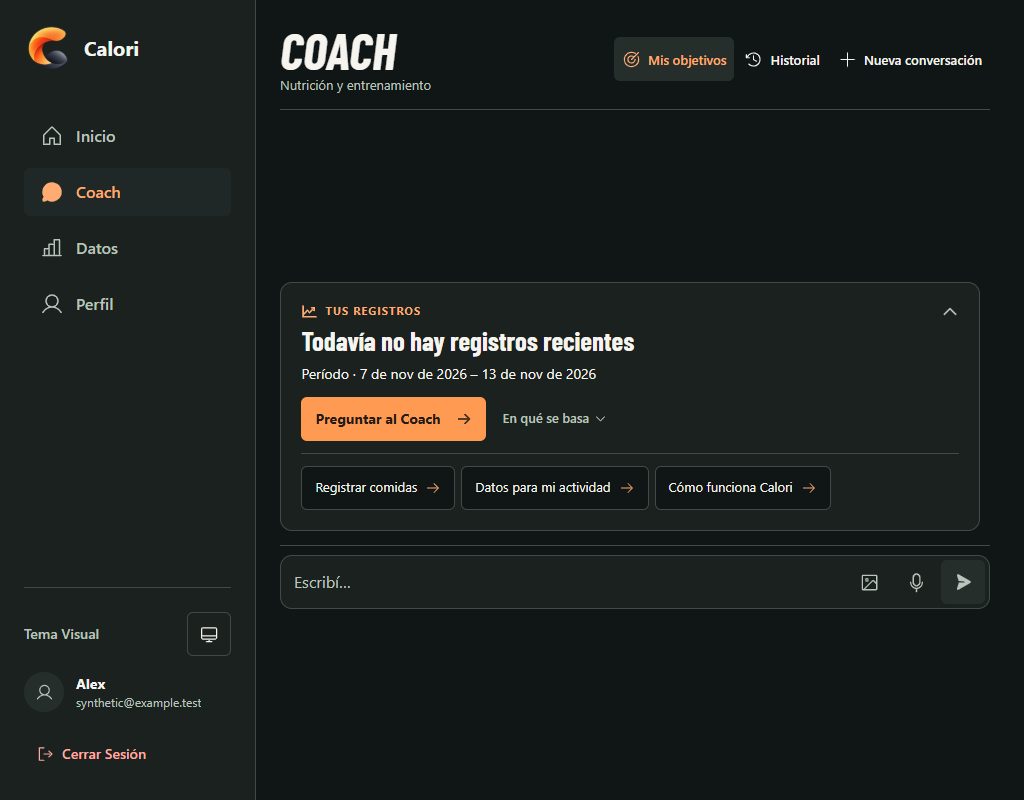 Calori
Inicio
Coach
Datos
Perfil
Tema Visual
Alex
synthetic@example.test
Cerrar Sesión
COACH
Nutrición y entrenamiento
Mis objetivos
Historial
Nueva conversación
TUS REGISTROS
Todavía no hay registros recientes
Período · 7 de nov de 2026 – 13 de nov de 2026
Preguntar al Coach
En qué se basa
Registrar comidas
Datos para mi actividad
Cómo funciona Calori
Escribí...